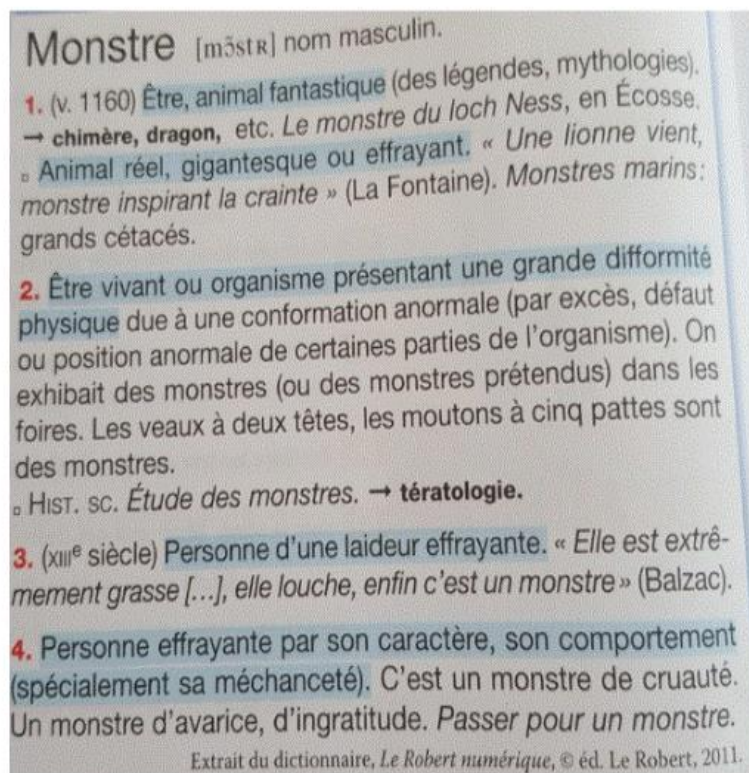 Monstre [mɔ̃stʀ] nom masculin.
1. (v. 1160) Être, animal fantastique (des légendes, mythologies).
→ chimère, dragon, etc. Le monstre du loch Ness, en Écosse.
▫ Animal réel, gigantesque ou effrayant. « Une lionne vient,
monstre inspirant la crainte » (La Fontaine). Monstres marins :
grands cétacés.
2. Être vivant ou organisme présentant une grande difformité
physique due à une conformation anormale (par excès, défaut
ou position anormale de certaines parties de l'organisme). On
exhibait des monstres (ou des monstres prétendus) dans les
foires. Les veaux à deux têtes, les moutons à cinq pattes sont
des monstres.
▫ HIST. SC. Étude des monstres. → tératologie.
3. (XIIIe siècle) Personne d'une laideur effrayante. « Elle est extrê-
mement grasse [...], elle louche, enfin c'est un monstre » (Balzac).
4. Personne effrayante par son caractère, son comportement
(spécialement sa méchanceté). C'est un monstre de cruauté.
Un monstre d'avarice, d'ingratitude. Passer pour un monstre.
Extrait du dictionnaire, Le Robert numérique, © éd. Le Robert, 2011.